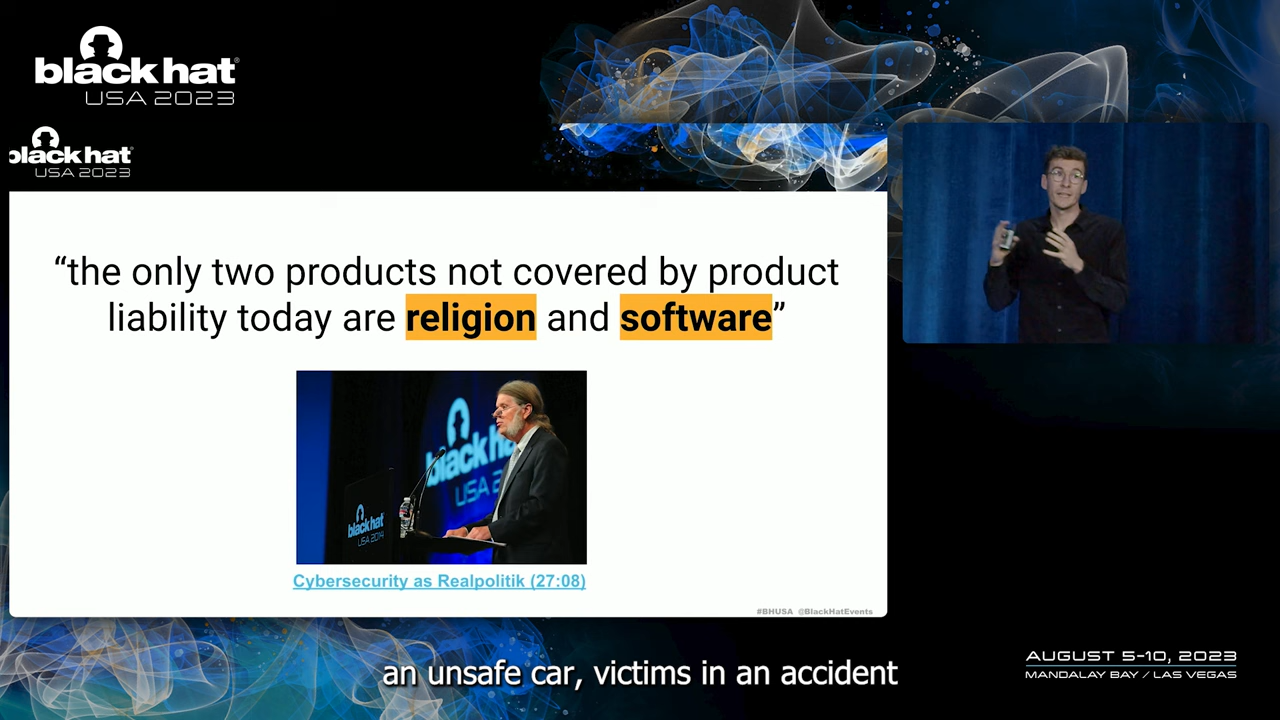 black hat®
USA 2023
black hat®
USA 2023
“the only two products not covered by product
liability today are religion and software”
black h
USA 2
black hat
USA 2014
Cybersecurity as Realpolitik (27:08)
#BHUSA @BlackHatEvents
an unsafe car, victims in an accident
AUGUST 5-10, 2023
MANDALAY BAY / LAS VEGAS